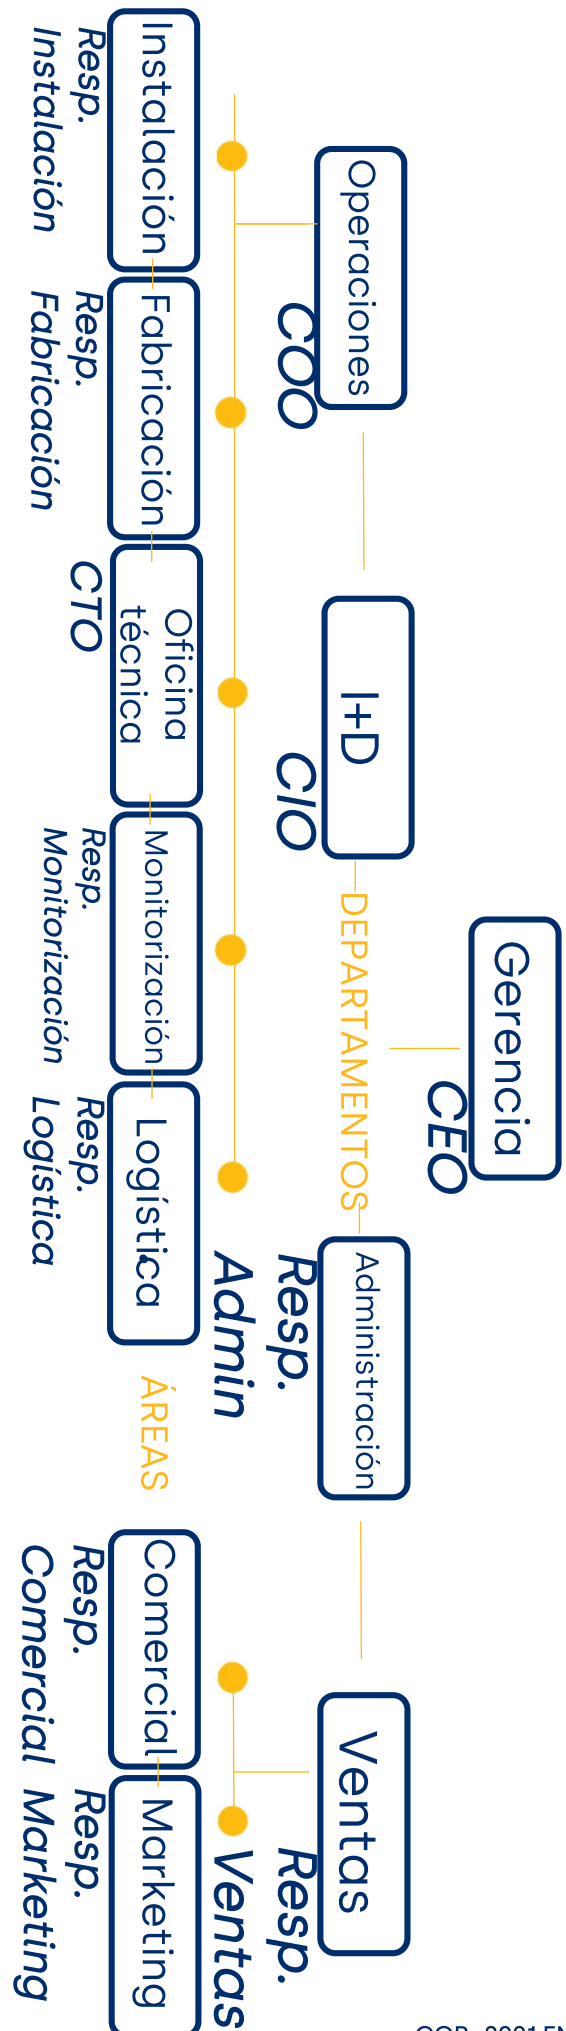 Gerencia
CEO
DEPARTAMENTOS
Operaciones
COO
I+D
CIO
Administración
Resp.
Admin
Ventas
Resp.
Ventas
ÁREAS
Instalación
Resp.
Instalación
Fabricación
Resp.
Fabricación
Oficina
técnica
CTO
Monitorización
Resp.
Monitorización
Logística
Resp.
Logística
Comercial
Resp.
Comercial
Marketing
Resp.
Marketing